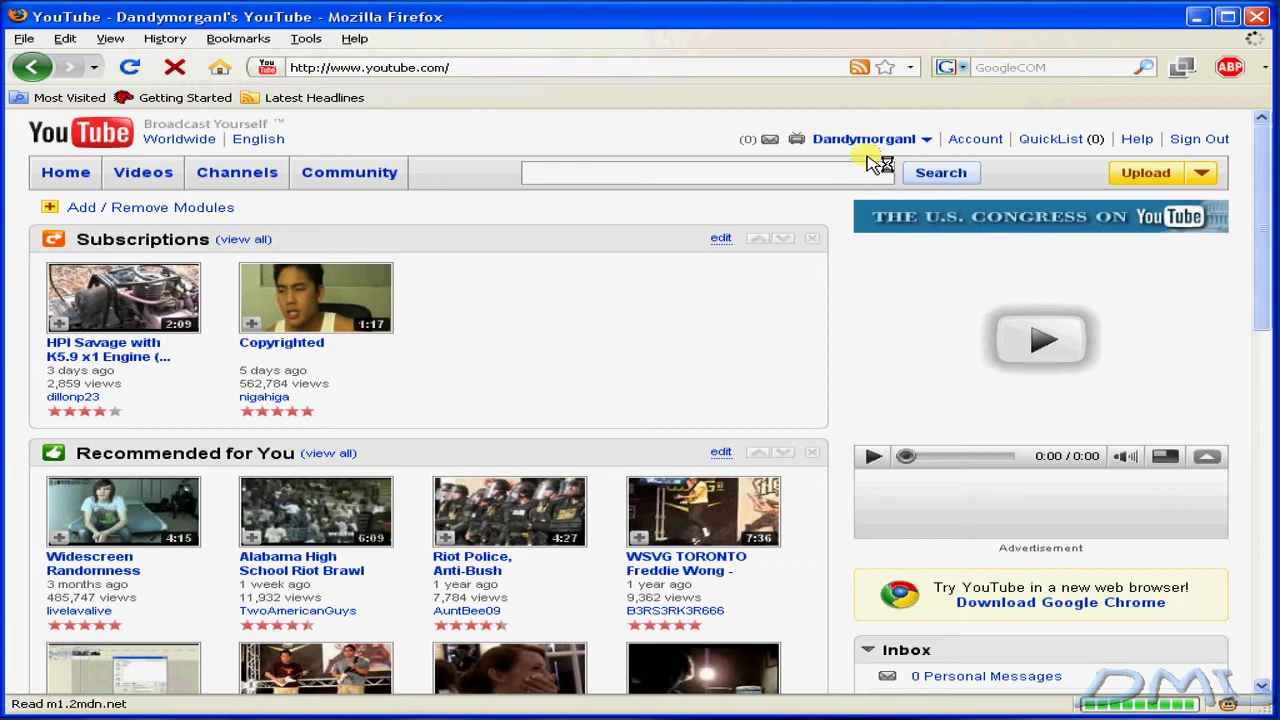 YouTube - Dandymorganl's YouTube - Mozilla Firefox
File Edit View History Bookmarks Tools Help
You Tube http://www.youtube.com/ G GoogleCOM ABP
Most Visited Getting Started Latest Headlines
You Tube Broadcast Yourself ™
Worldwide | English
(0) Dandymorganl | Account | QuickList (0) | Help | Sign Out
Home Videos Channels Community Search Upload
Add / Remove Modules
THE U.S. CONGRESS ON YouTube
Subscriptions (view all) edit
2:09 1:17
HPI Savage with Copyrighted
K5.9 x1 Engine (...
3 days ago 5 days ago
2,859 views 562,784 views
dillonp23 nigahiga
Recommended for You (view all) edit
0:00 / 0:00
4:15 6:09 4:27 7:36
Widescreen Alabama High Riot Police, WSVG TORONTO
Randomness School Riot Brawl Anti-Bush Freddie Wong -
3 months ago 1 week ago 1 year ago 1 year ago
485,747 views 11,932 views 7,784 views 9,362 views
livelavalive TwoAmericanGuys AuntBee09 B3RS3RK3R666
Advertisement
Try YouTube in a new web browser!
Download Google Chrome
Inbox
0 Personal Messages
Read m1.2mdn.net
DML